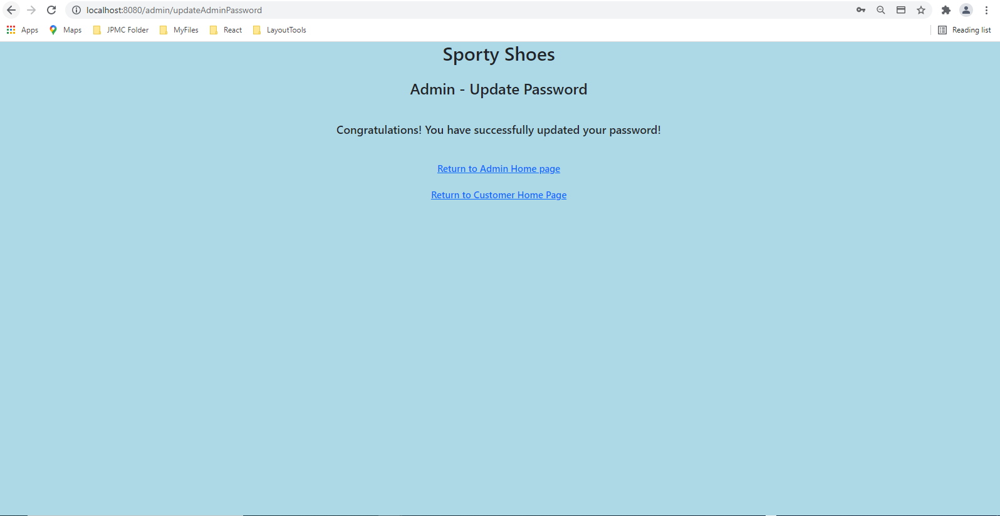 localhost:8080/admin/updateAdminPassword
Apps Maps JPMC Folder MyFiles React LayoutTools Reading list
Sporty Shoes
Admin - Update Password
Congratulations! You have successfully updated your password!
Return to Admin Home page
Return to Customer Home Page